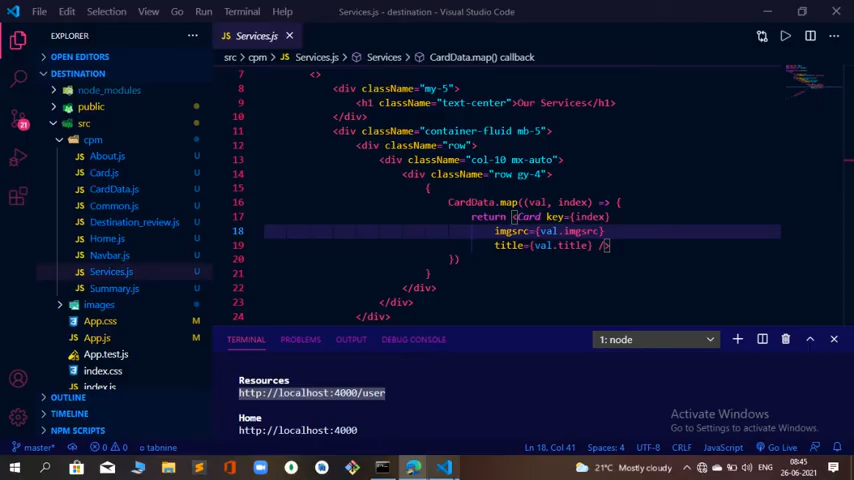 File Edit Selection View Go Run Terminal Help Services.js - destination - Visual Studio Code
EXPLORER
OPEN EDITORS
DESTINATION
node_modules
public
src
cpm
About.js U
Card.js U
CardData.js U
Common.js U
Destination_review.js U
Home.js U
Navbar.js U
Services.js U
Summary.js U
images
App.css M
App.js M
App.test.js
index.css
index.js
OUTLINE
TIMELINE
NPM SCRIPTS
21
Services.js
src > cpm > Services.js > Services > CardData.map() callback
7 <>
8 <div className="my-5">
9 <h1 className="text-center">Our Services</h1>
10 </div>
11 <div className="container-fluid mb-5">
12 <div className="row">
13 <div className="col-10 mx-auto">
14 <div className="row gy-4">
15 {
16 CardData.map((val, index) => {
17 return <Card key={index}
18 imgsrc={val.imgsrc}
19 title={val.title} />
20 })
21 }
22 </div>
23 </div>
24 </div>
TERMINAL PROBLEMS OUTPUT DEBUG CONSOLE 1: node
Resources
http://localhost:4000/user
Home
http://localhost:4000
Activate Windows
Go to Settings to activate Windows.
master* 0 0 tabnine Ln 18, Col 41 Spaces: 4 UTF-8 CRLF JavaScript Go Live
21°C Mostly cloudy ENG 08:45
26-06-2021